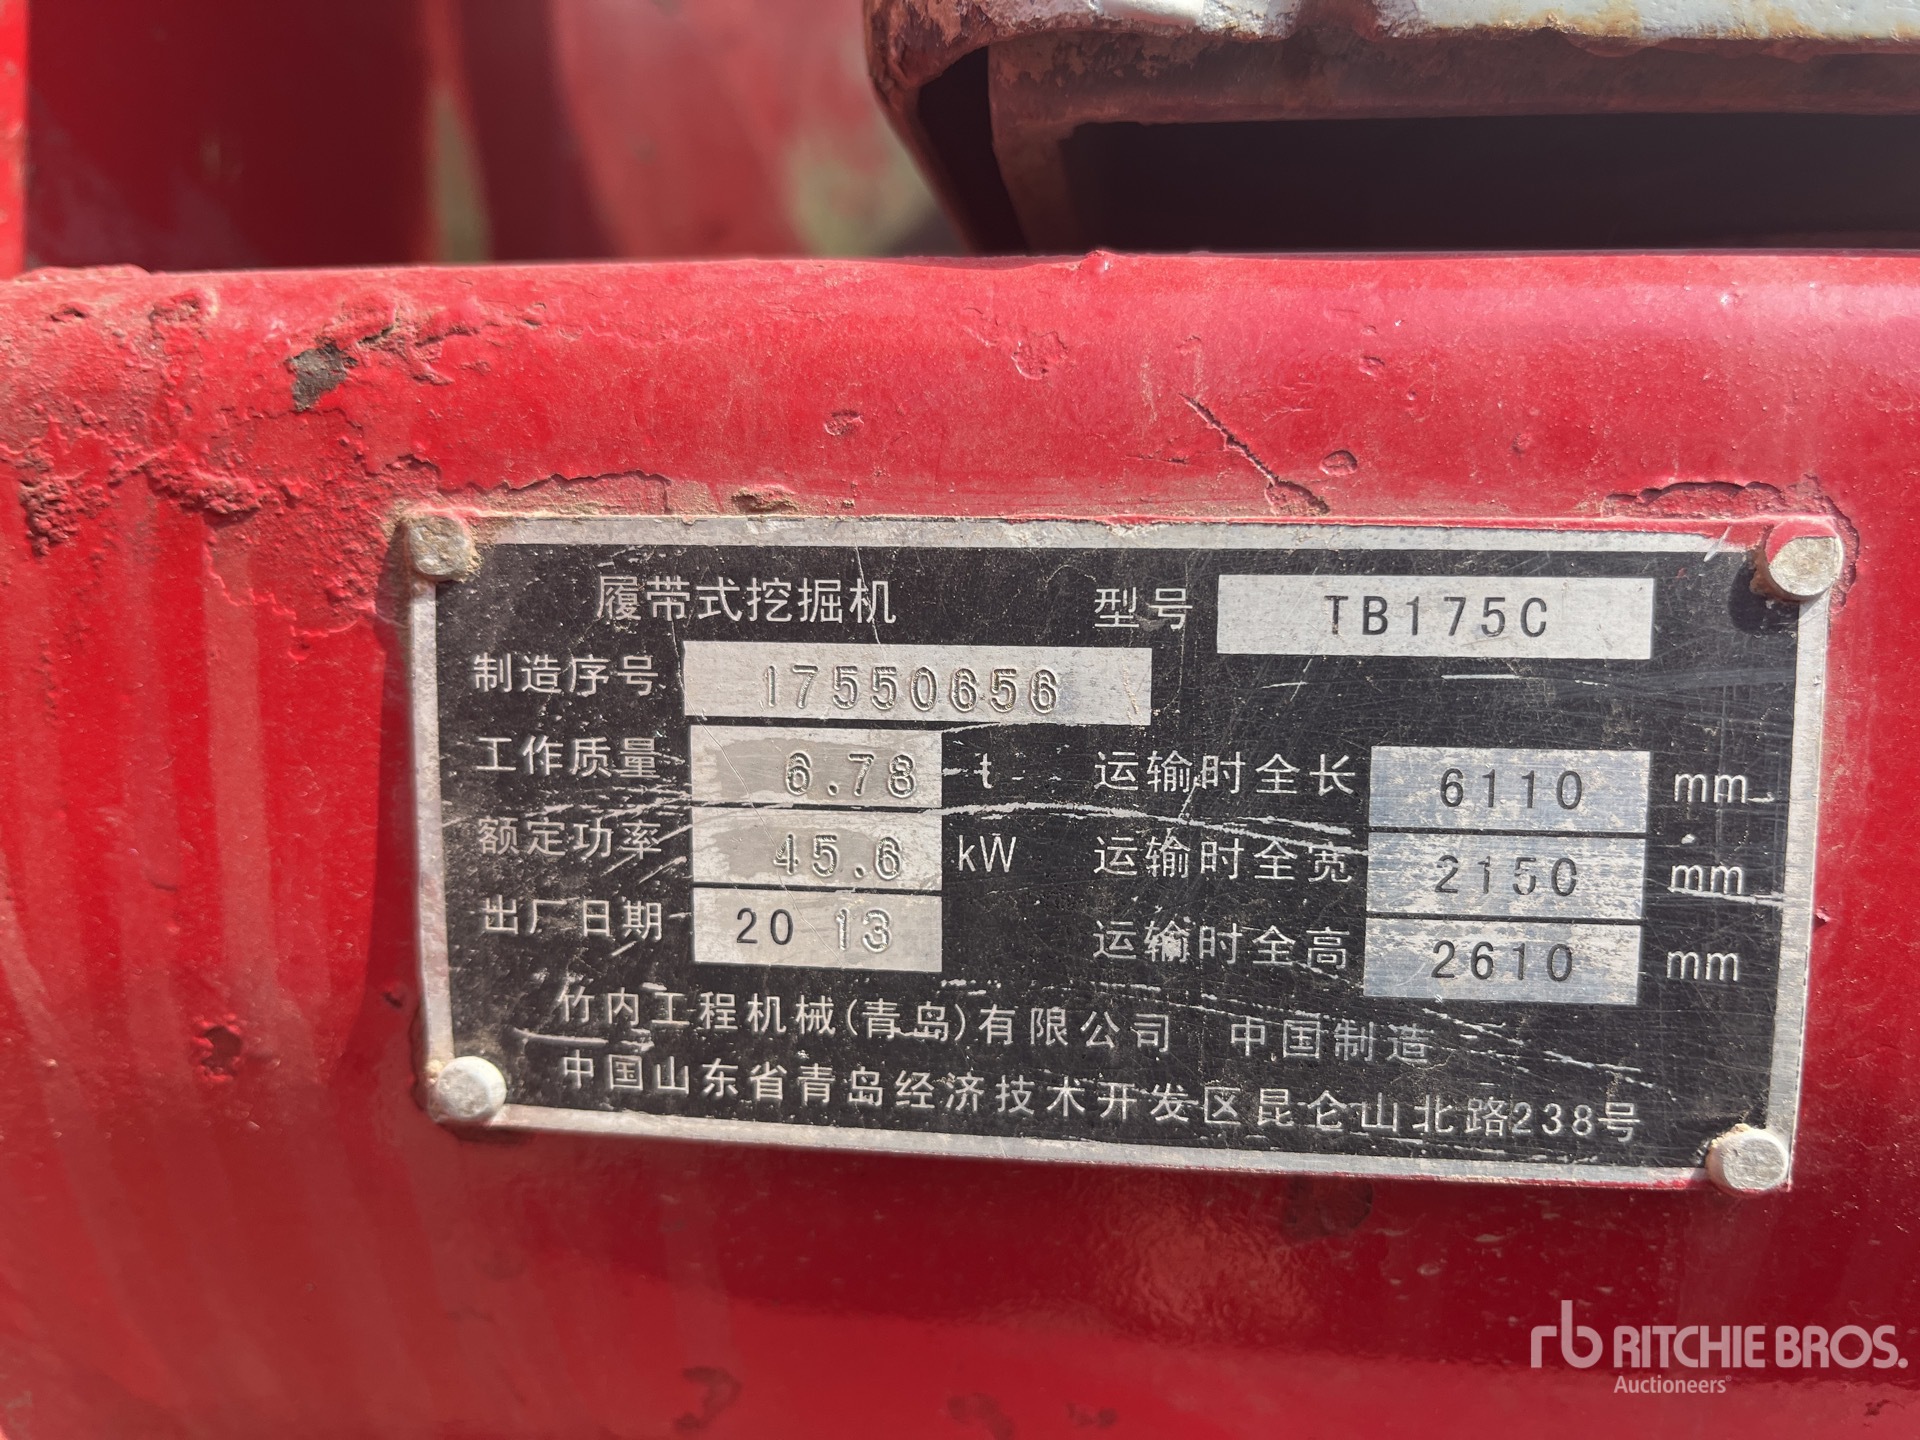 履带式挖掘机 型号 TB175C
制造序号 17550656
工作质量 6.78 t 运输时全长 6110 mm
额定功率 45.6 kW 运输时全宽 2150 mm
出厂日期 20 13 运输时全高 2610 mm
竹内工程机械(青岛)有限公司 中国制造
中国山东省青岛经济技术开发区昆仑山北路238号
rb RITCHIE BROS.
Auctioneers